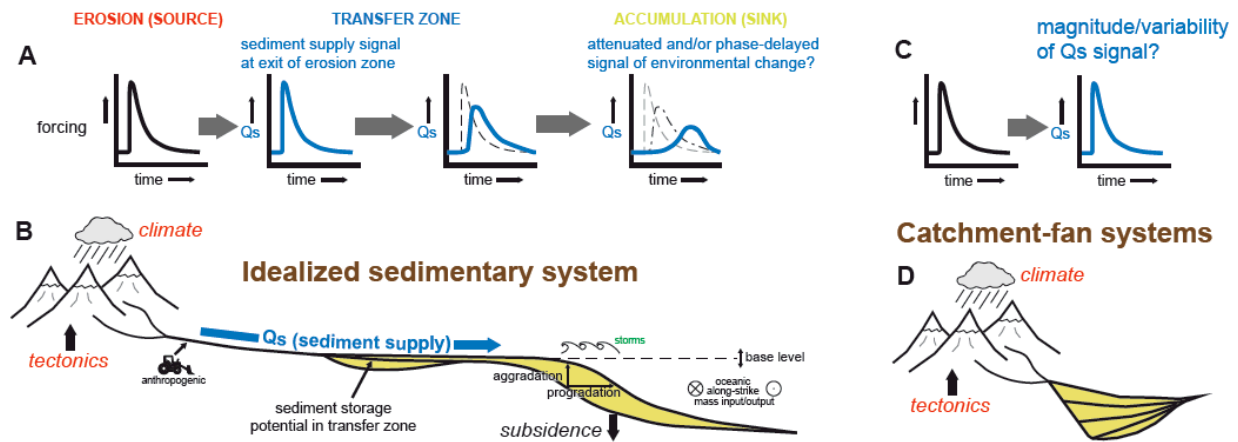 EROSION (SOURCE)
TRANSFER ZONE
ACCUMULATION (SINK)
A
sediment supply signal
at exit of erosion zone
attenuated and/or phase-delayed
signal of environmental change?
C
magnitude/variability
of Qs signal?
forcing
Qs
Qs
Qs
Qs
time
time
time
time
time
time
B
climate
Idealized sedimentary system
Qs (sediment supply)
tectonics
anthropogenic
sediment storage
potential in transfer zone
storms
base level
aggradation
progradation
oceanic
along-strike
mass input/output
subsidence
Catchment-fan systems
D
climate
tectonics